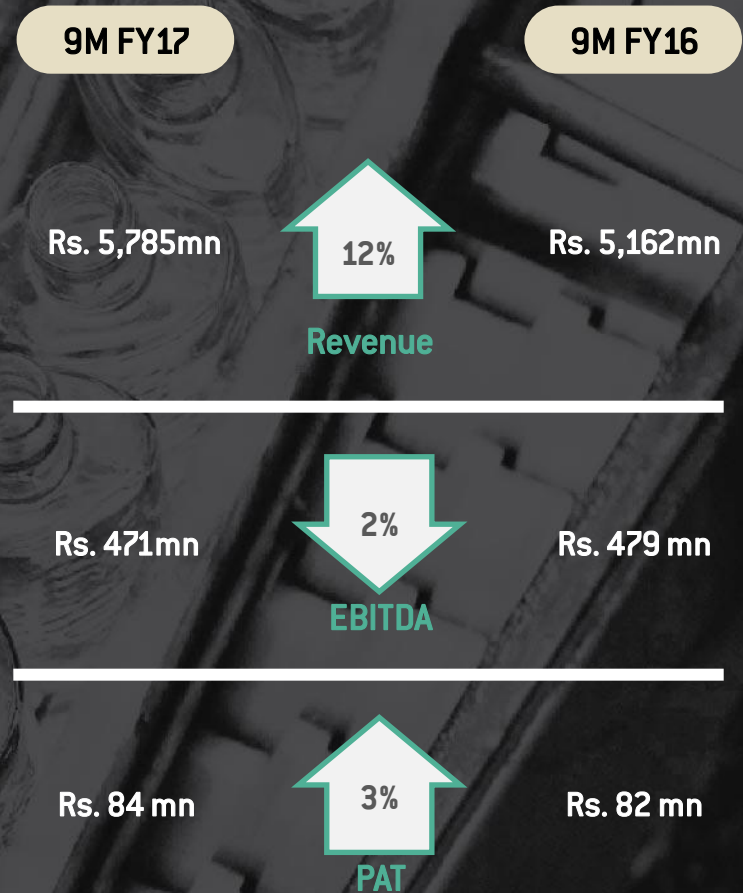 9M FY17
9M FY16
Rs. 5,785mn
12%
Rs. 5,162mn
Revenue
Rs. 471mn
2%
Rs. 479 mn
EBITDA
Rs. 84 mn
3%
Rs. 82 mn
PAT